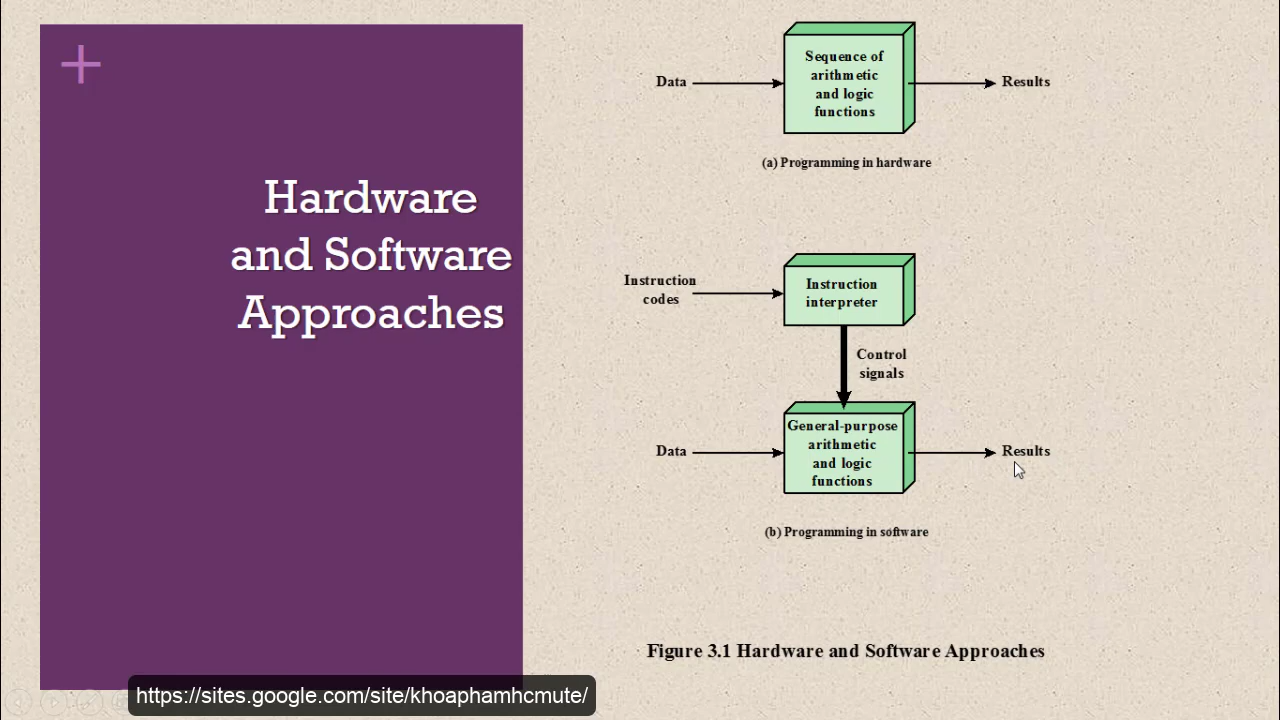 +
Hardware
and Software
Approaches
Data
Sequence of
arithmetic
and logic
functions
Results
(a) Programming in hardware
Instruction
codes
Instruction
interpreter
Control
signals
Data
General-purpose
arithmetic
and logic
functions
Results
(b) Programming in software
Figure 3.1 Hardware and Software Approaches
https://sites.google.com/site/khoaphamhcmute/